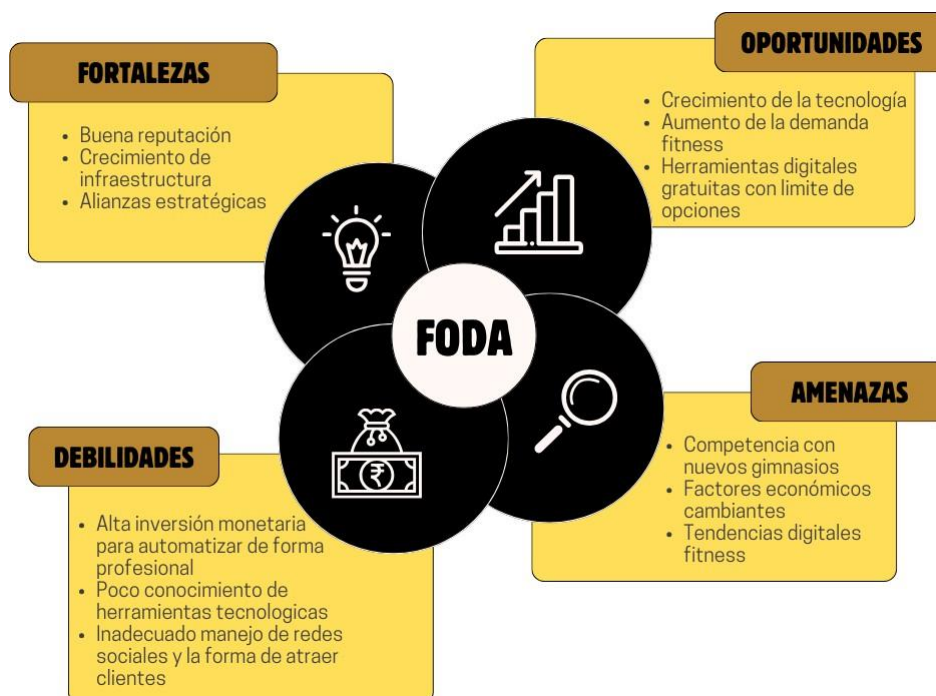 FORTALEZAS
• Buena reputación
• Crecimiento de
infraestructura
• Alianzas estratégicas
OPORTUNIDADES
• Crecimiento de la tecnología
• Aumento de la demanda
fitness
• Herramientas digitales
gratuitas con limite de
opciones
FODA
DEBILIDADES
• Alta inversión monetaria
para automatizar de forma
profesional
• Poco conocimiento de
herramientas tecnologicas
• Inadecuado manejo de redes
sociales y la forma de atraer
clientes
₹
AMENAZAS
• Competencia con
nuevos gimnasios
• Factores económicos
cambiantes
• Tendencias digitales
fitness